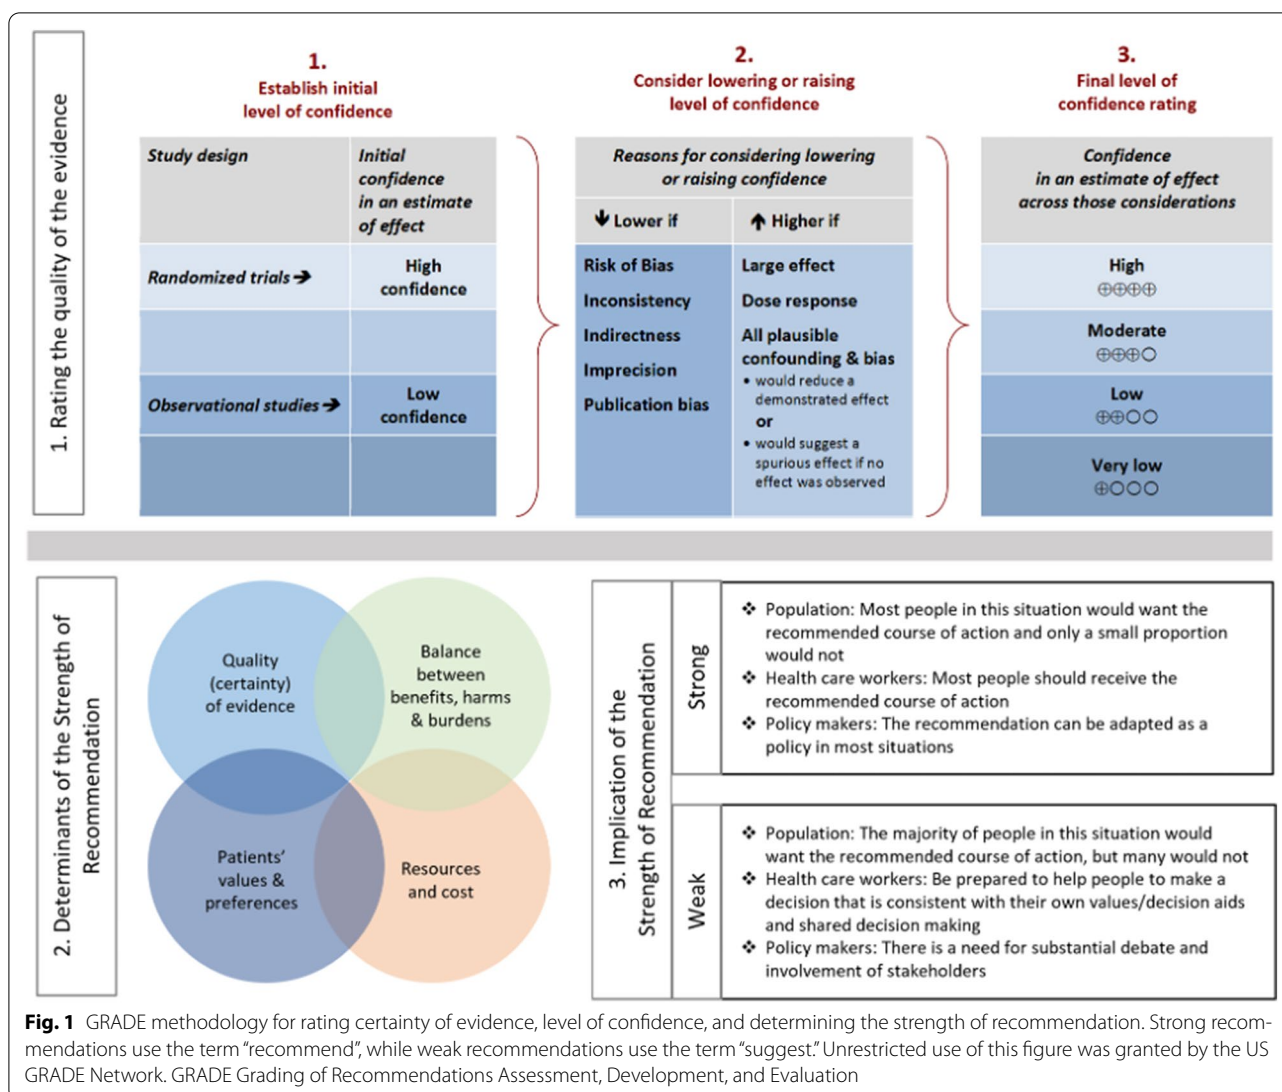 1. Rating the quality of the evidence
1.
Establish initial
level of confidence
Study design
Initial
confidence
in an estimate
of effect
Randomized trials ➔
High
confidence
Observational studies ➔
Low
confidence
2.
Consider lowering or raising
level of confidence
Reasons for considering lowering
or raising confidence
🡇 Lower if
🡅 Higher if
Risk of Bias
Inconsistency
Indirectness
Imprecision
Publication bias
Large effect
Dose response
All plausible
confounding & bias
• would reduce a
demonstrated effect
or
• would suggest a
spurious effect if no
effect was observed
3.
Final level of
confidence rating
Confidence
in an estimate of effect
across those considerations
High
⊕⊕⊕⊕
Moderate
⊕⊕⊕○
Low
⊕⊕○○
Very low
⊕○○○
2. Determinants of the Strength of
Recommendation
Quality
(certainty)
of evidence
Balance
between
benefits, harms
& burdens
Patients'
values &
preferences
Resources
and cost
3. Implication of the
Strength of Recommendation
Strong
❖ Population: Most people in this situation would want the
recommended course of action and only a small proportion
would not
❖ Health care workers: Most people should receive the
recommended course of action
❖ Policy makers: The recommendation can be adapted as a
policy in most situations
Weak
❖ Population: The majority of people in this situation would
want the recommended course of action, but many would not
❖ Health care workers: Be prepared to help people to make a
decision that is consistent with their own values/decision aids
and shared decision making
❖ Policy makers: There is a need for substantial debate and
involvement of stakeholders
Fig. 1 GRADE methodology for rating certainty of evidence, level of confidence, and determining the strength of recommendation. Strong recom-
mendations use the term "recommend", while weak recommendations use the term "suggest." Unrestricted use of this figure was granted by the US
GRADE Network. GRADE Grading of Recommendations Assessment, Development, and Evaluation